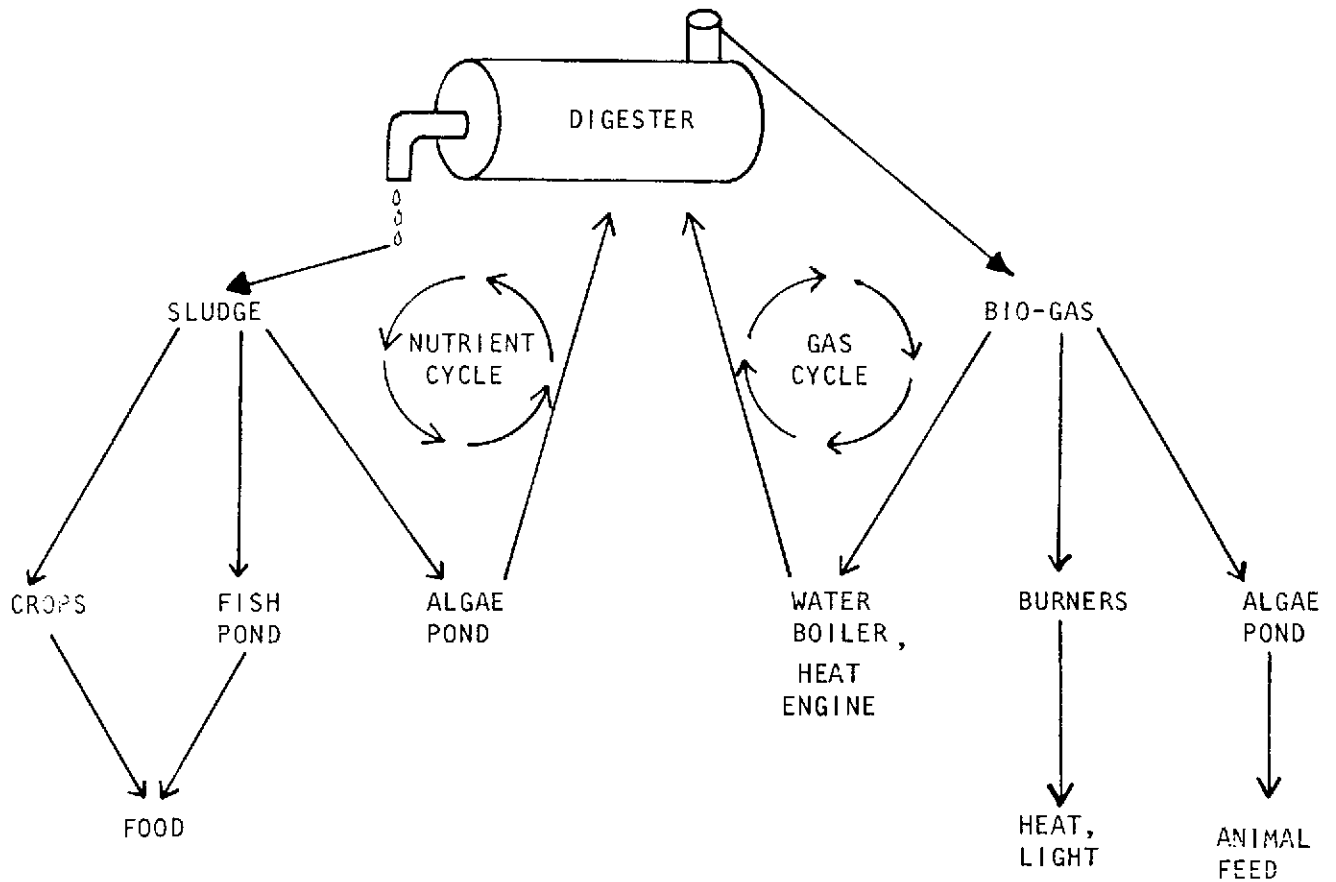 DIGESTER
SLUDGE
BIO-GAS
NUTRIENT
CYCLE
GAS
CYCLE
CROPS
FISH
POND
ALGAE
POND
WATER
BOILER,
HEAT
ENGINE
BURNERS
ALGAE
POND
FOOD
HEAT,
LIGHT
ANIMAL
FEED